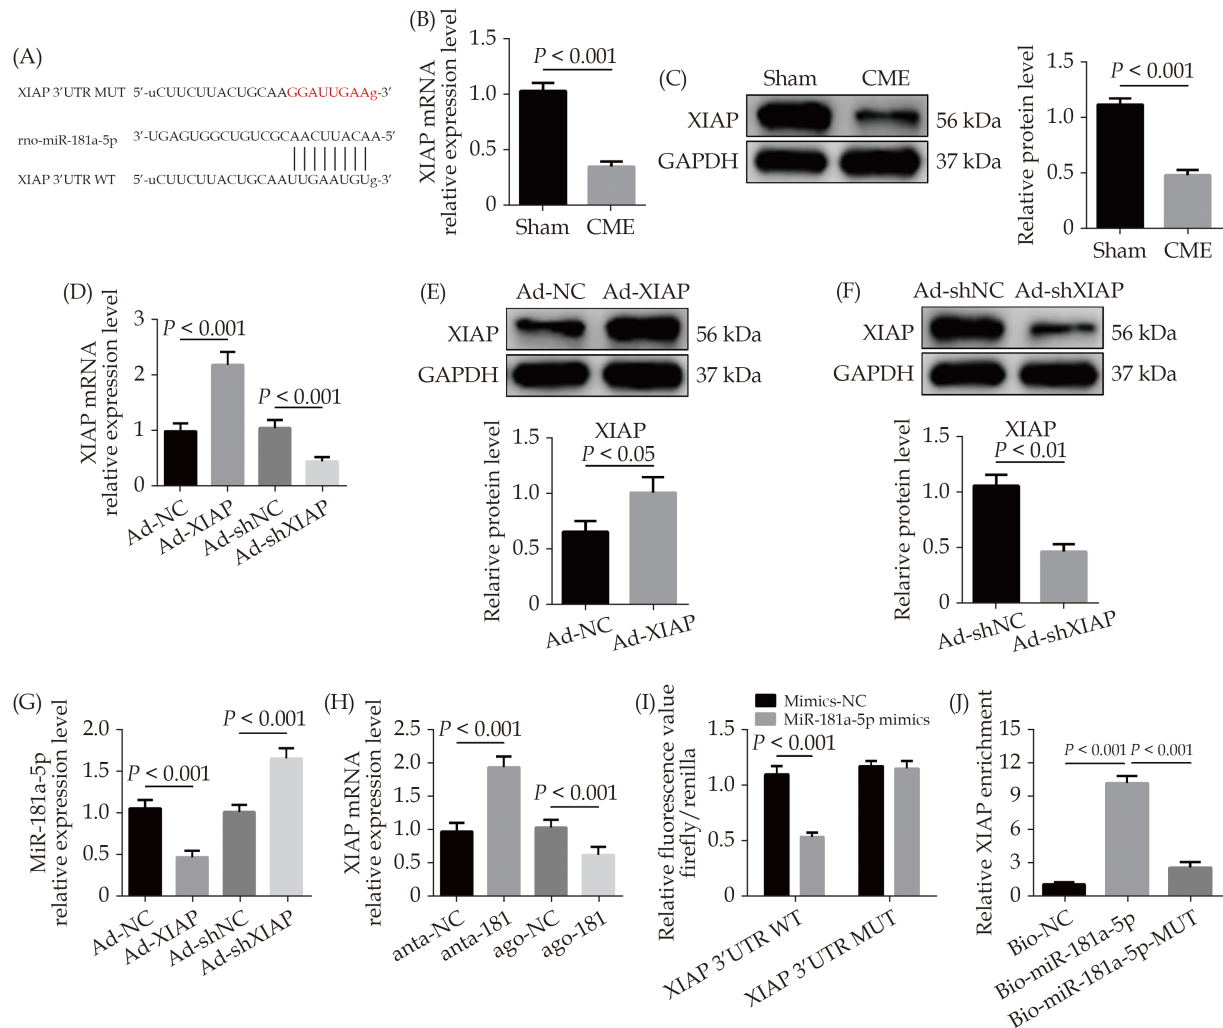 (A)
XIAP 3′UTR MUT 5′-uCUUCUUACUGCAAGGAUUGAAg-3′
rno-miR-181a-5p 3′-UGAGUGGCUGUCGCAACUUACAA-5′
XIAP 3′UTR WT 5′-uCUUCUUACUGCAAUUGAAUGUg-3′
(B)
XIAP mRNA
relative expression level
1.5
1.0
0.5
0
P < 0.001
Sham CME
(C)
Sham CME
XIAP 56 kDa
GAPDH 37 kDa
Relative protein level
1.5
1.0
0.5
0
P < 0.001
Sham CME
(D)
XIAP mRNA
relative expression level
3
2
1
0
P < 0.001
P < 0.001
Ad-NC
Ad-XIAP
Ad-shNC
Ad-shXIAP
(E)
Ad-NC Ad-XIAP
XIAP 56 kDa
GAPDH 37 kDa
XIAP
Relarive protein level
1.5
1.0
0.5
0
P < 0.05
Ad-NC
Ad-XIAP
(F)
Ad-shNC Ad-shXIAP
XIAP 56 kDa
GAPDH 37 kDa
XIAP
Relarive protein level
1.5
1.0
0.5
0
P < 0.01
Ad-shNC
Ad-shXIAP
(G)
MiR-181a-5p
relative expression level
2.0
1.5
1.0
0.5
0
P < 0.001
P < 0.001
Ad-NC
Ad-XIAP
Ad-shNC
Ad-shXIAP
(H)
XIAP mRNA
relative expression level
2.5
2.0
1.5
1.0
0.5
0
P < 0.001
P < 0.001
anta-NC
anta-181
ago-NC
ago-181
(I)
Mimics-NC
MiR-181a-5p mimics
Relative fluorescence value
firefly/renilla
1.5
1.0
0.5
0
P < 0.001
XIAP 3′UTR WT
XIAP 3′UTR MUT
(J)
Relative XIAP enrichment
15
12
9
6
3
0
P < 0.001 P < 0.001
Bio-NC
Bio-miR-181a-5p
Bio-miR-181a-5p-MUT